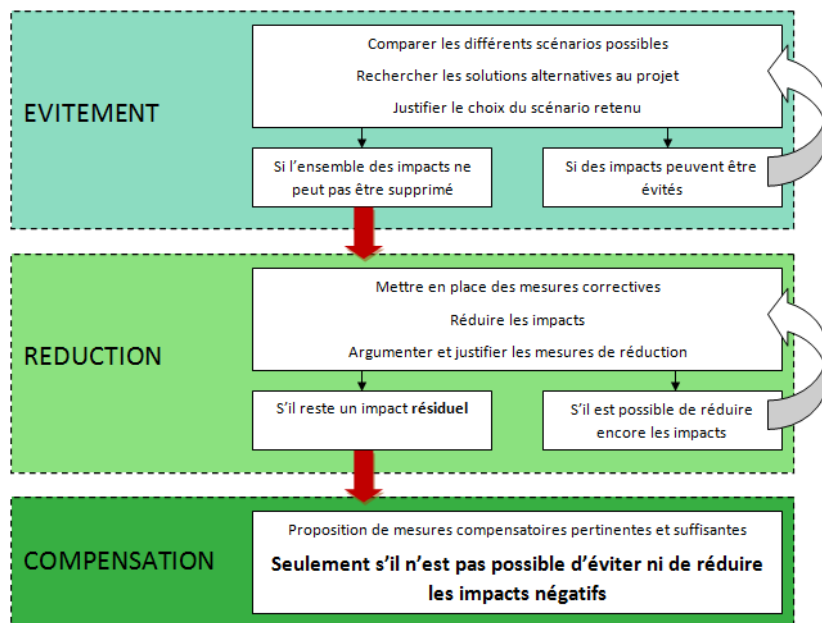 EVITEMENT
Comparer les différents scénarios possibles
Rechercher les solutions alternatives au projet
Justifier le choix du scénario retenu
Si l’ensemble des impacts ne
peut pas être supprimé
Si des impacts peuvent être
évités
REDUCTION
Mettre en place des mesures correctives
Réduire les impacts
Argumenter et justifier les mesures de réduction
S’il reste un impact résiduel
S’il est possible de réduire
encore les impacts
COMPENSATION
Proposition de mesures compensatoires pertinentes et suffisantes
Seulement s’il n’est pas possible d’éviter ni de réduire
les impacts négatifs